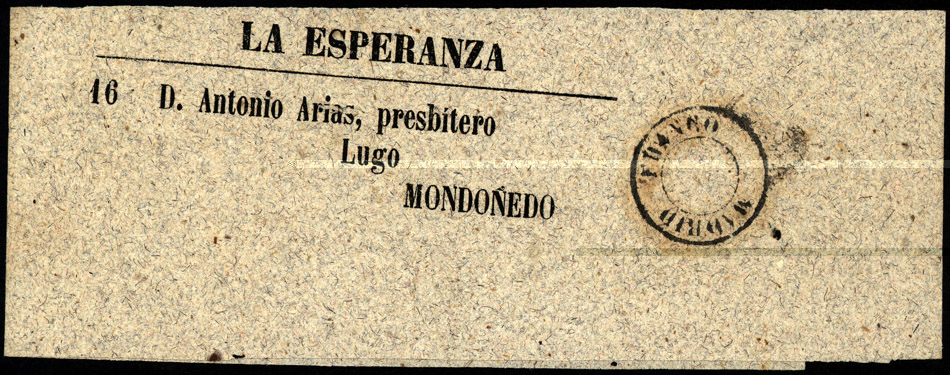 LA ESPERANZA
16 D. Antonio Arias, presbítero
Lugo
MONDOÑEDO
FRANCO
MADRID